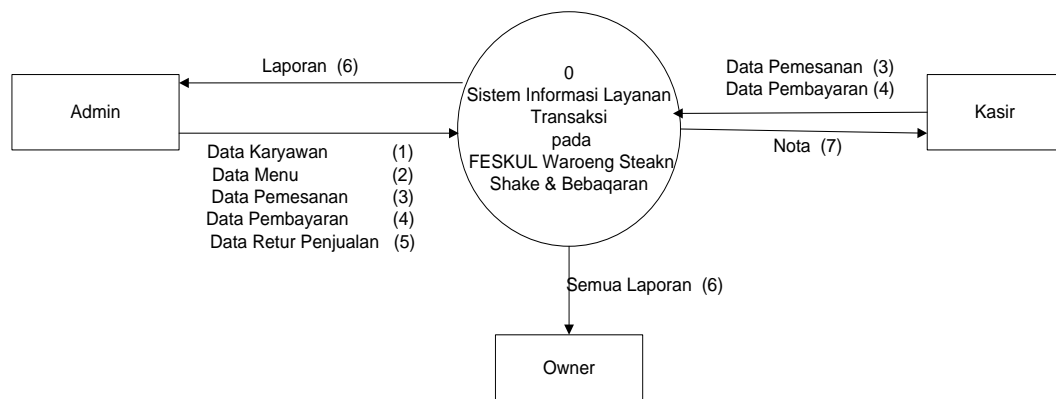 Laporan (6)
Admin
Data Karyawan (1)
Data Menu (2)
Data Pemesanan (3)
Data Pembayaran (4)
Data Retur Penjualan (5)
0
Sistem Informasi Layanan
Transaksi
pada
FESKUL Waroeng Steakn
Shake & Bebaqaran
Data Pemesanan (3)
Data Pembayaran (4)
Kasir
Nota (7)
Semua Laporan (6)
Owner